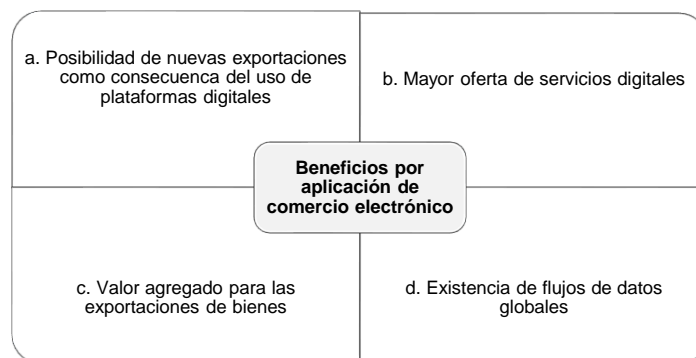 a. Posibilidad de nuevas exportaciones
como consecuenca del uso de
plataformas digitales
b. Mayor oferta de servicios digitales
Beneficios por
aplicación de
comercio electrónico
c. Valor agregado para las
exportaciones de bienes
d. Existencia de flujos de datos
globales